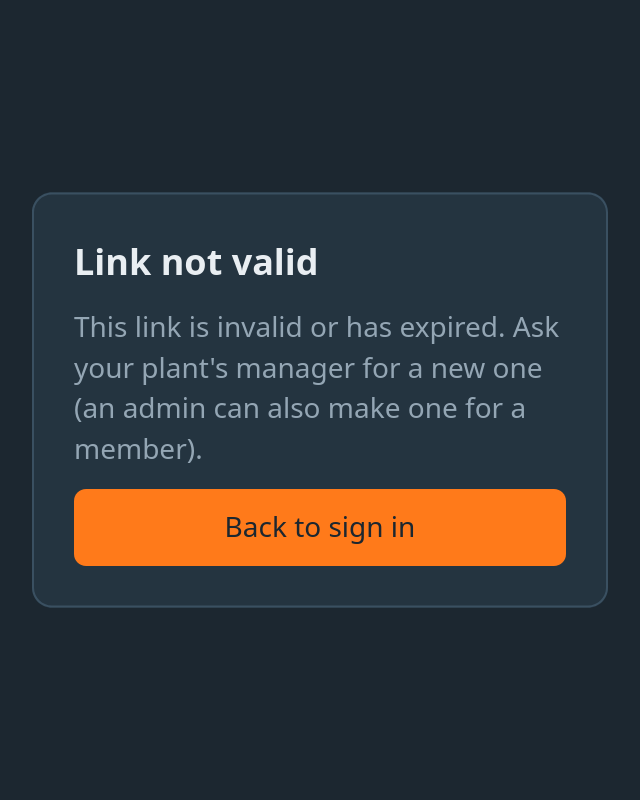 Link not valid
This link is invalid or has expired. Ask
your plant's manager for a new one
(an admin can also make one for a
member).
Back to sign in